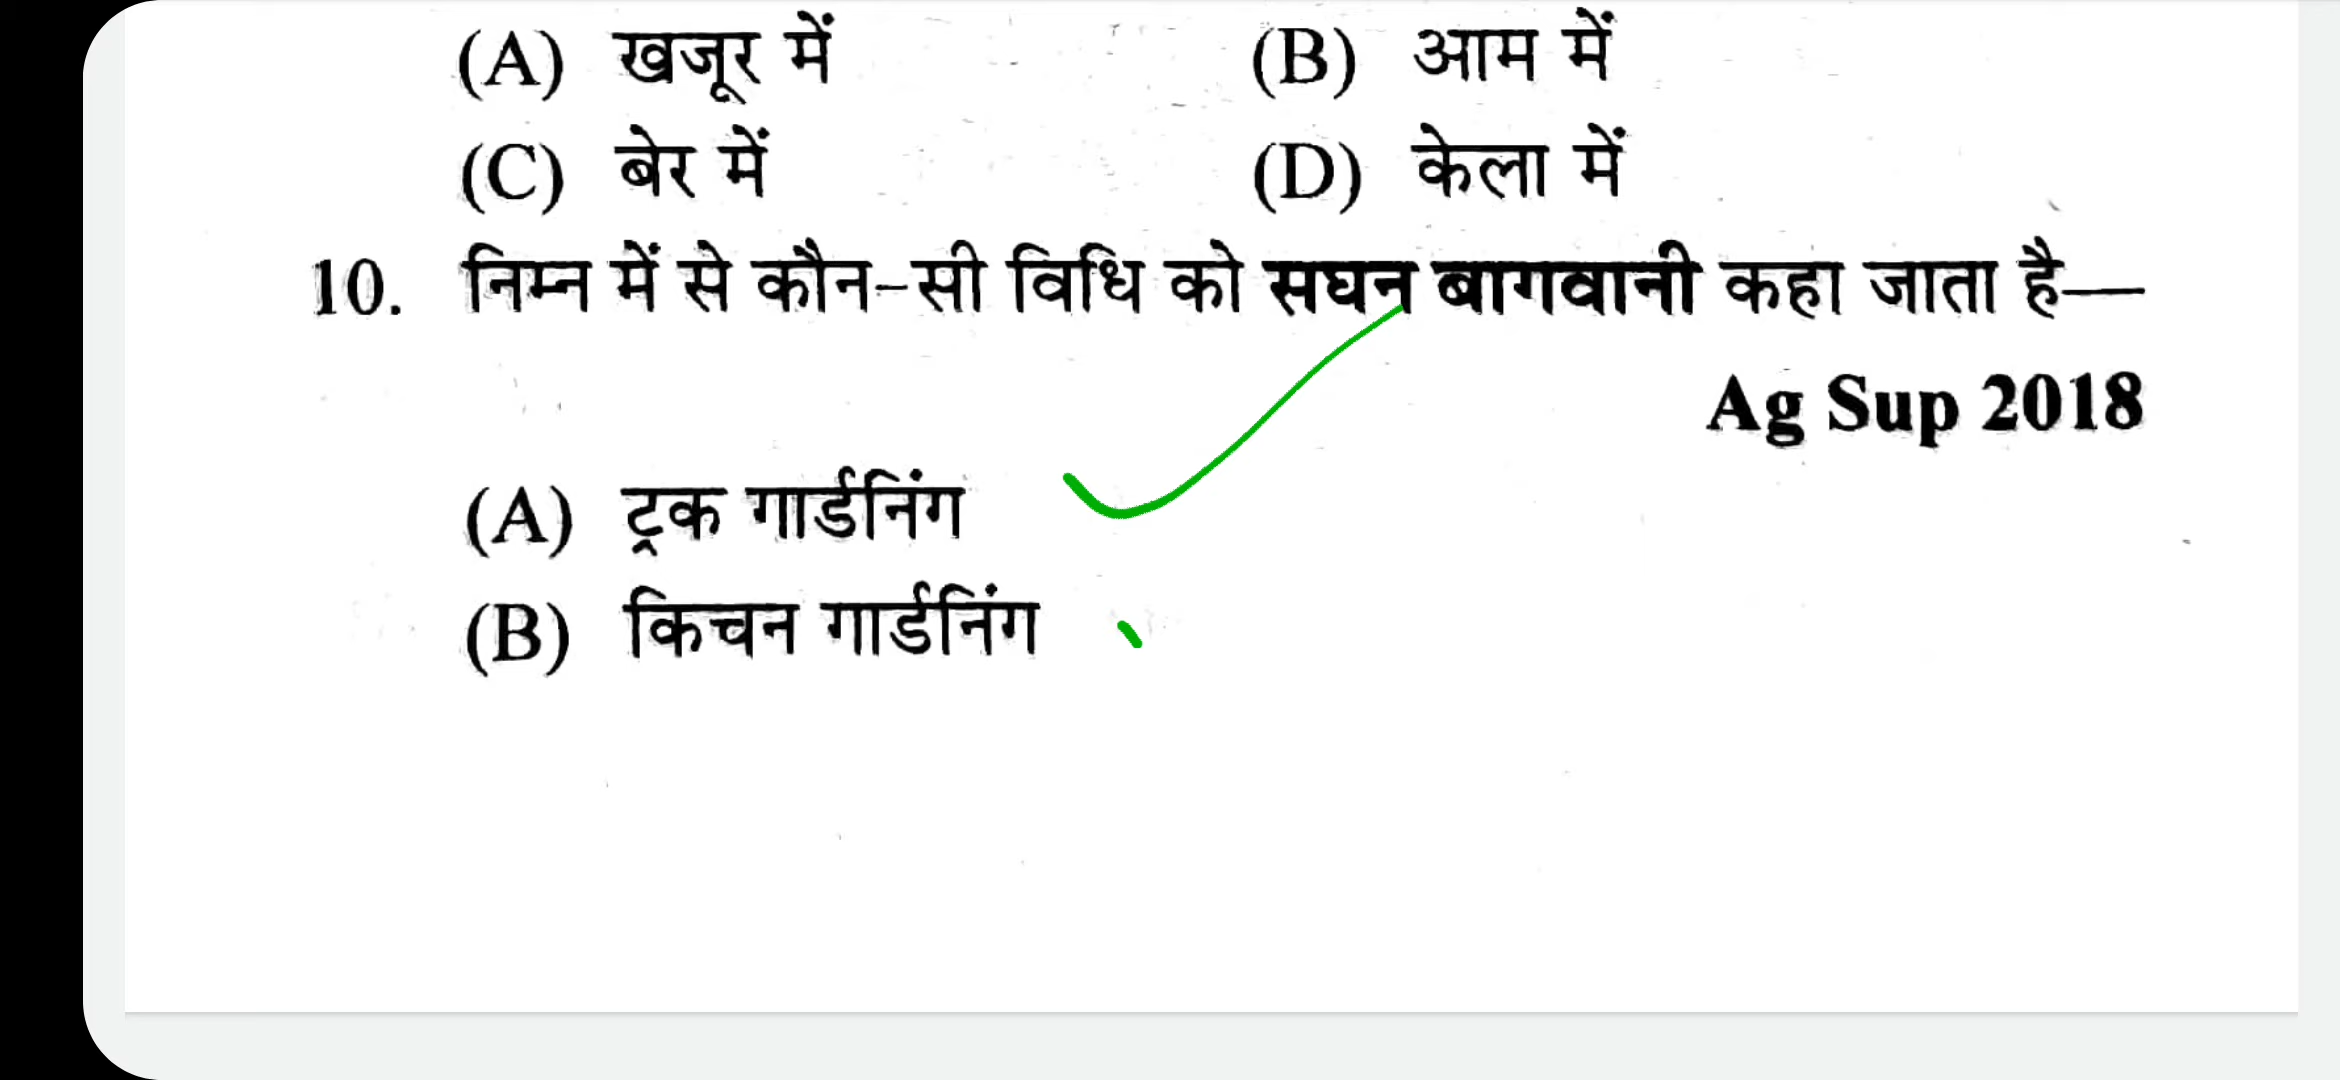 (A) खजूर में (B) आम में
(C) बेर में (D) केला में
10. निम्न में से कौन-सी विधि को सघन बागवानी कहा जाता है—
Ag Sup 2018
(A) ट्रक गार्डनिंग
(B) किचन गार्डनिंग